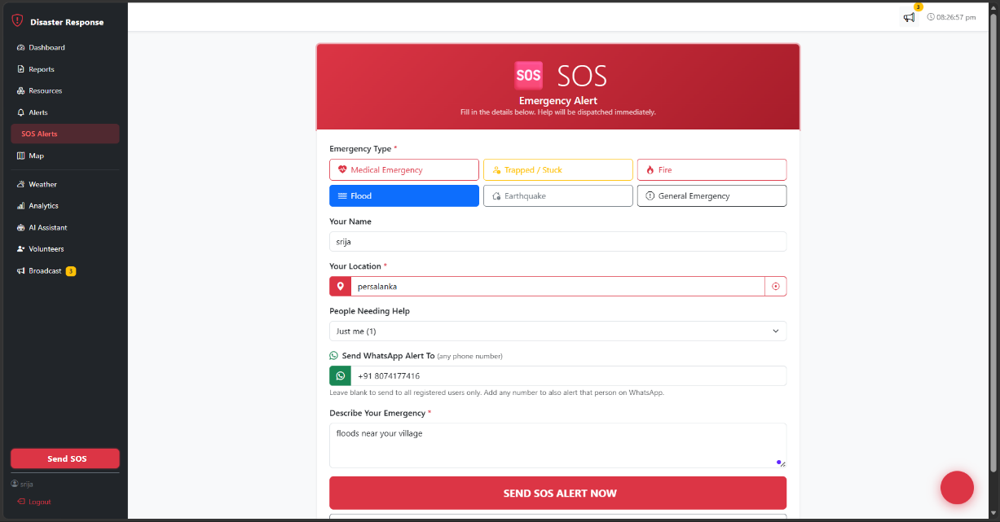 Disaster Response
Dashboard
Reports
Resources
Alerts
SOS Alerts
Map
Weather
Analytics
AI Assistant
Volunteers
Broadcast 3
Send SOS
srija
Logout
3
08:26:57 pm
SOS SOS
Emergency Alert
Fill in the details below. Help will be dispatched immediately.
Emergency Type *
Medical Emergency
Trapped / Stuck
Fire
Flood
Earthquake
General Emergency
Your Name
srija
Your Location *
persalanka
People Needing Help
Just me (1)
Send WhatsApp Alert To (any phone number)
+91 8074177416
Leave blank to send to all registered users only. Add any number to also alert that person on WhatsApp.
Describe Your Emergency *
floods near your village
SEND SOS ALERT NOW